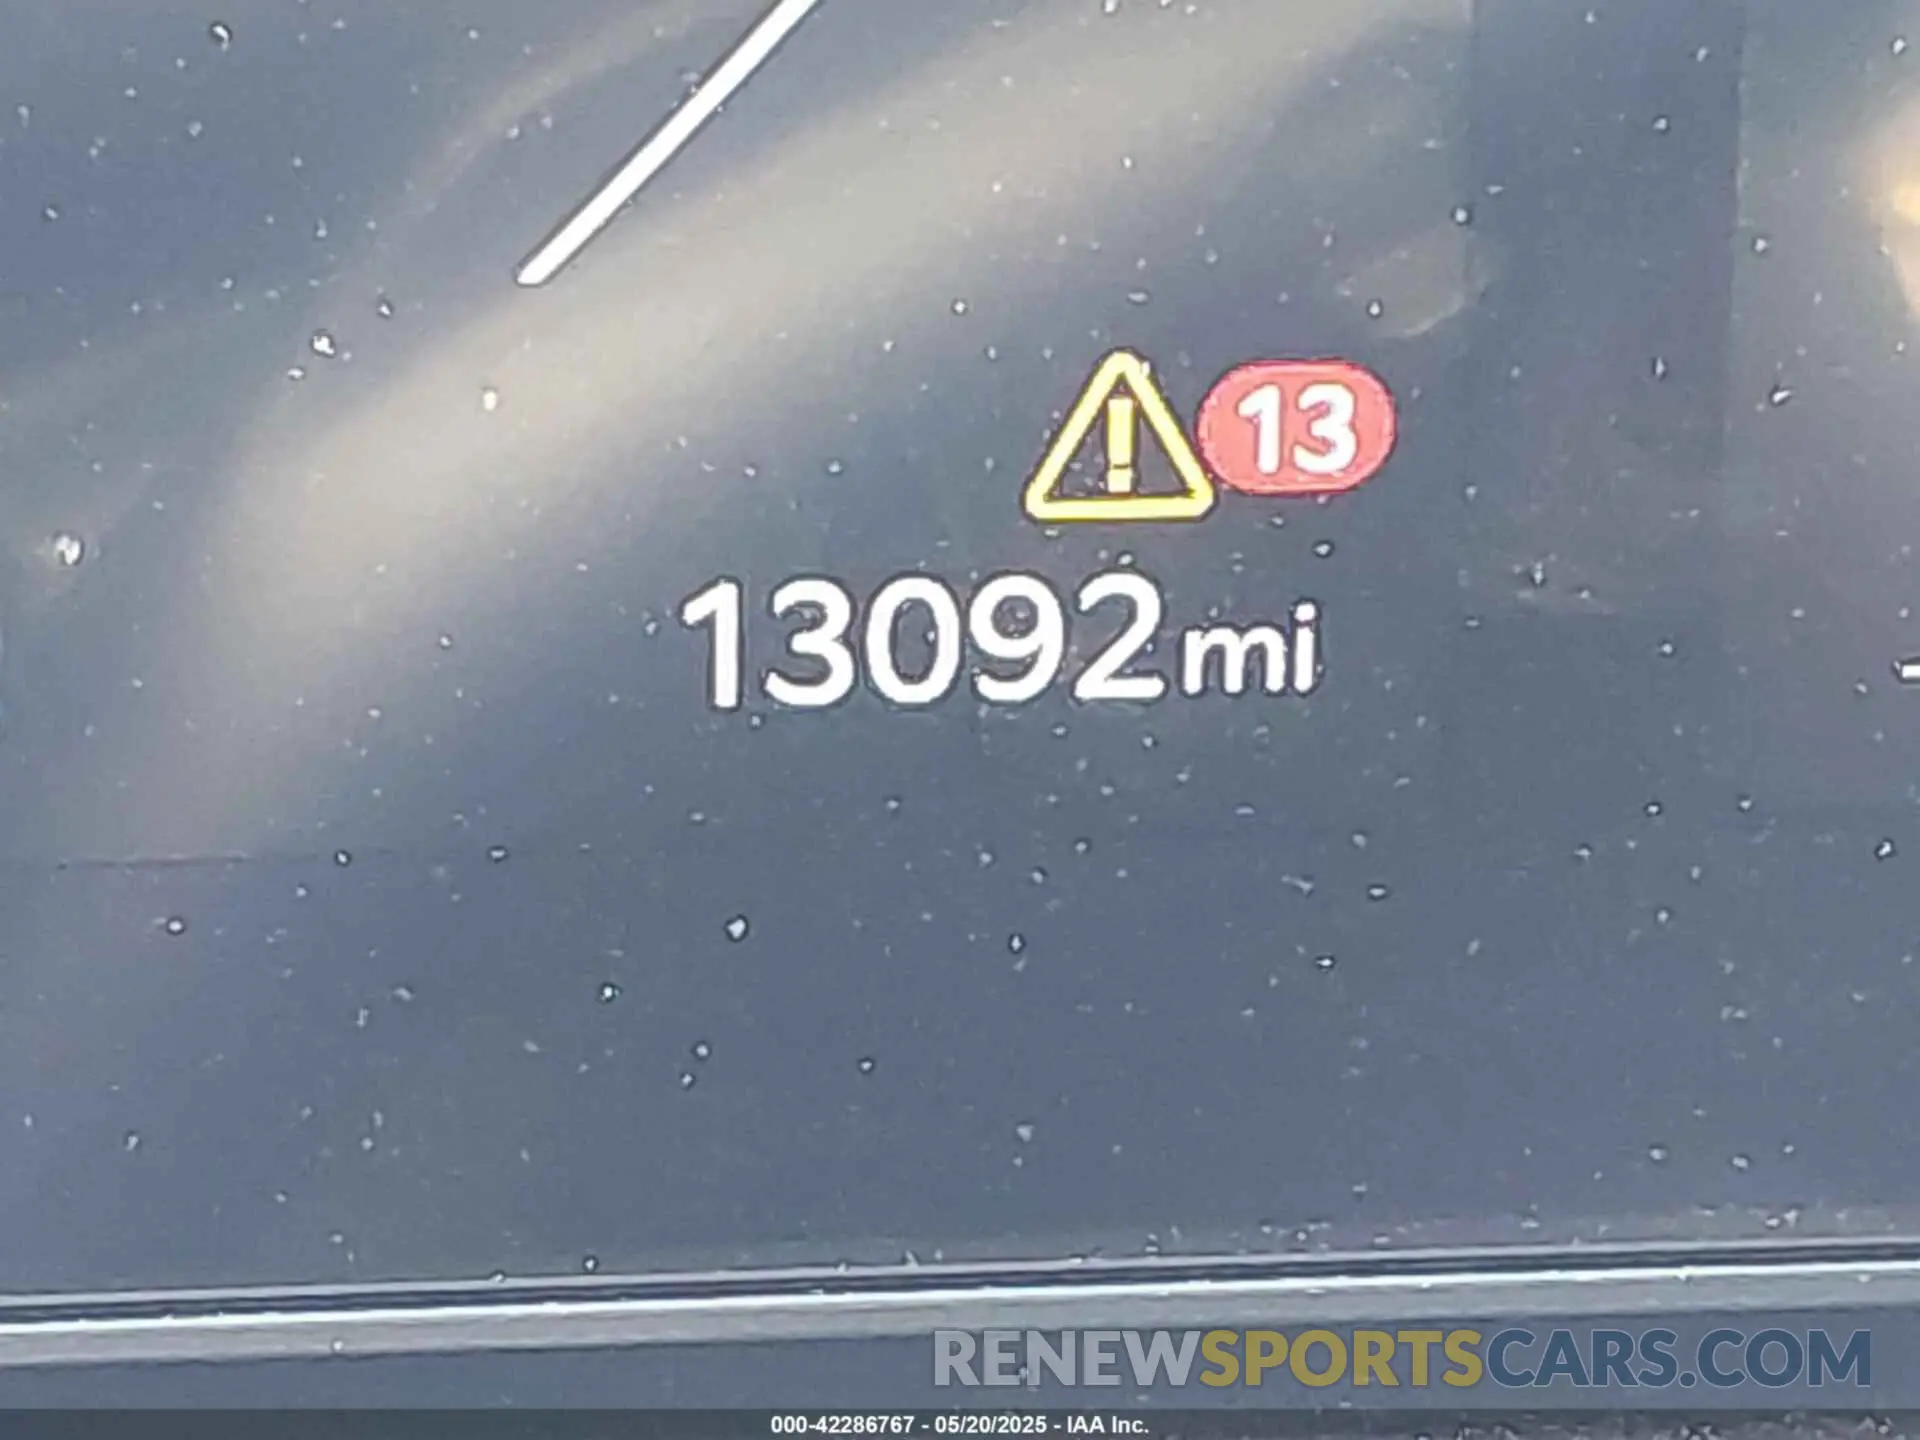 13
13092mi
RENEWSPORTSCARS.COM
000-42286767 - 05/20/2025 - IAA Inc.